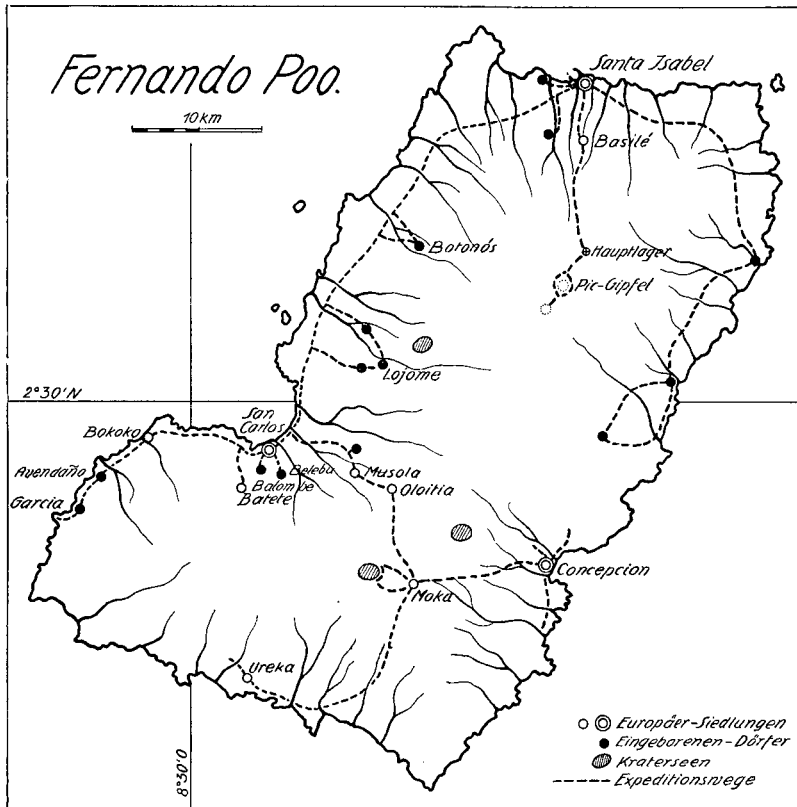 Fernando Poo.
10 km
Santa Isabel
Basilé
Botonós
Hauptlager
Pic-Gipfel
Lojome
2°30'N
San
Carlos
Bokoko
Avendaño
Garcia
Belebu
Balombe
Batete
Musola
Oloitia
Concepcion
Moka
Ureka
8°30'O
Europäer-Siedlungen
Eingeborenen-Dörfer
Kraterseen
Expeditionswege